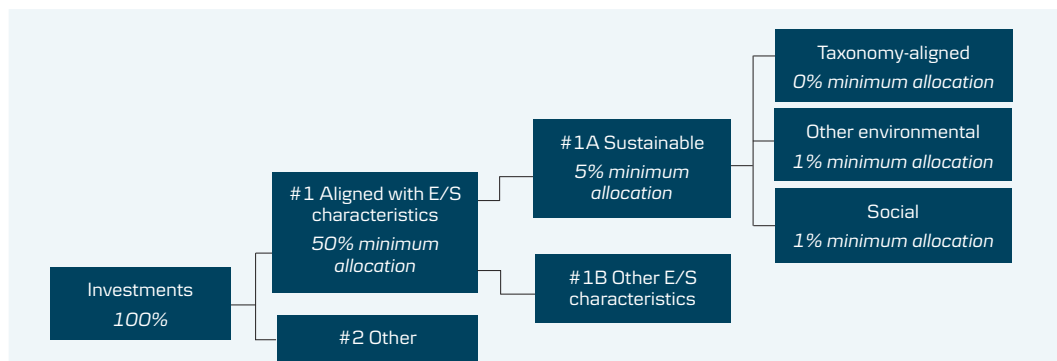 Investments
100%
#1 Aligned with E/S
characteristics
50% minimum
allocation
#2 Other
#1A Sustainable
5% minimum
allocation
#1B Other E/S
characteristics
Taxonomy-aligned
0% minimum allocation
Other environmental
1% minimum allocation
Social
1% minimum allocation